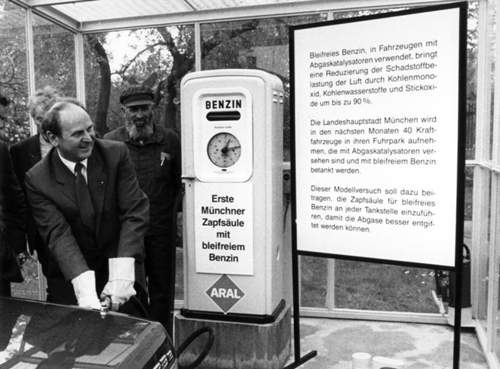 BENZIN
Erste
Münchner
Zapfsäule
mit
bleifreiem
Benzin
ARAL
Bleifreies Benzin, in Fahrzeugen mit
Abgaskatalysatoren verwendet, bringt
eine Reduzierung der Schadstoffbe-
lastung der Luft durch Kohlenmono-
xid, Kohlenwasserstoffe und Stickoxi-
de um bis zu 90%.
Die Landeshauptstadt München wird
in den nächsten Monaten 40 Kraft-
fahrzeuge in ihren Fuhrpark aufneh-
men, die mit Abgaskatalysatoren ver-
sehen sind und mit bleifreiem Benzin
betankt werden.
Dieser Modellversuch soll dazu bei-
tragen, die Zapfsäule für bleifreies
Benzin an jeder Tankstelle einzufüh-
ren, damit die Abgase besser entgif-
tet werden können.